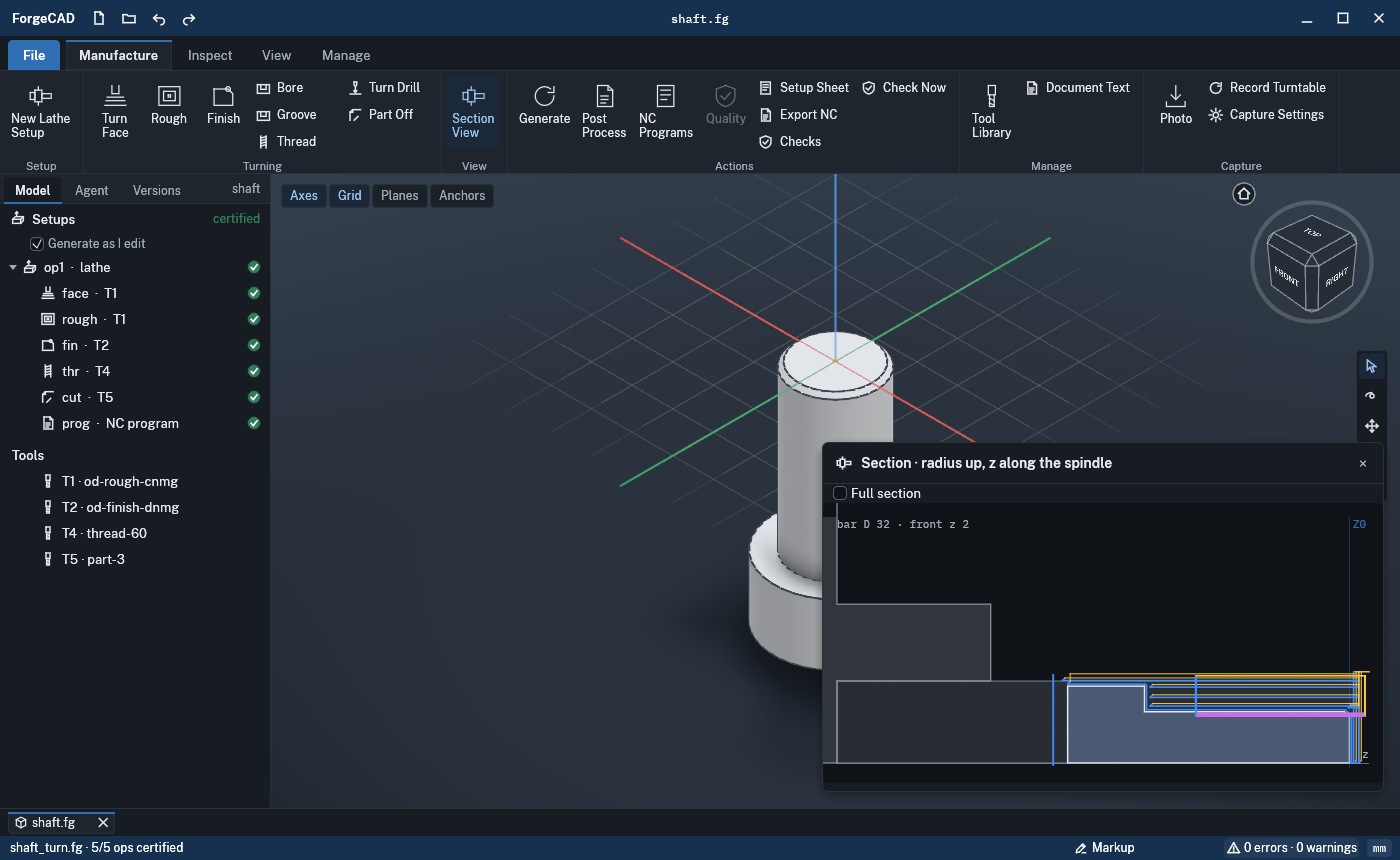 ForgeCAD
shaft.fg
File
Manufacture
Inspect
View
Manage
New Lathe
Setup
Setup
Turn
Face
Rough
Finish
Bore
Groove
Thread
Turn Drill
Part Off
Turning
Section
View
View
Generate
Post
Process
NC
Programs
Quality
Setup Sheet
Export NC
Checks
Check Now
Actions
Tool
Library
Document Text
Manage
Photo
Record Turntable
Capture Settings
Capture
Model
Agent
Versions
shaft
Setups
certified
Generate as I edit
op1 · lathe
face · T1
rough · T1
fin · T2
thr · T4
cut · T5
prog · NC program
Tools
T1 · od-rough-cnmg
T2 · od-finish-dnmg
T4 · thread-60
T5 · part-3
Axes
Grid
Planes
Anchors
TOP
FRONT
RIGHT
Section · radius up, z along the spindle
Full section
bar D 32 · front z 2
Z0
z
shaft.fg
shaft_turn.fg · 5/5 ops certified
Markup
0 errors · 0 warnings
mm